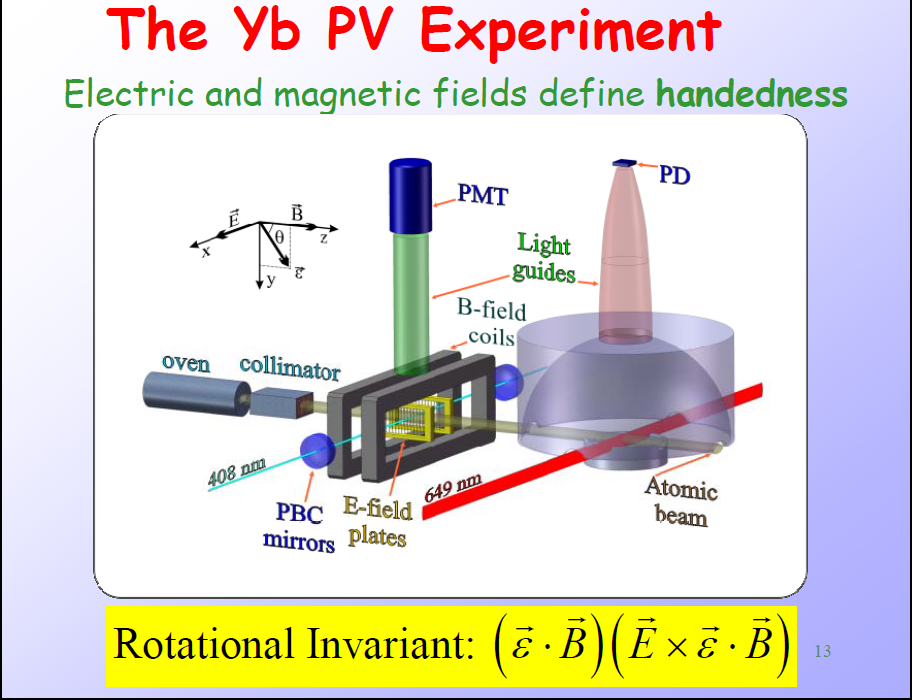 The Yb PV Experiment
Electric and magnetic fields define handedness
PMT
PD
E⃗
B⃗
θ
x
z
ε⃗
y
Light
guides
B-field
coils
oven
collimator
408 nm
649 nm
PBC
mirrors
E-field
plates
Atomic
beam
Rotational Invariant: (ε⃗ · B⃗)(E⃗ × ε⃗ · B⃗)
13